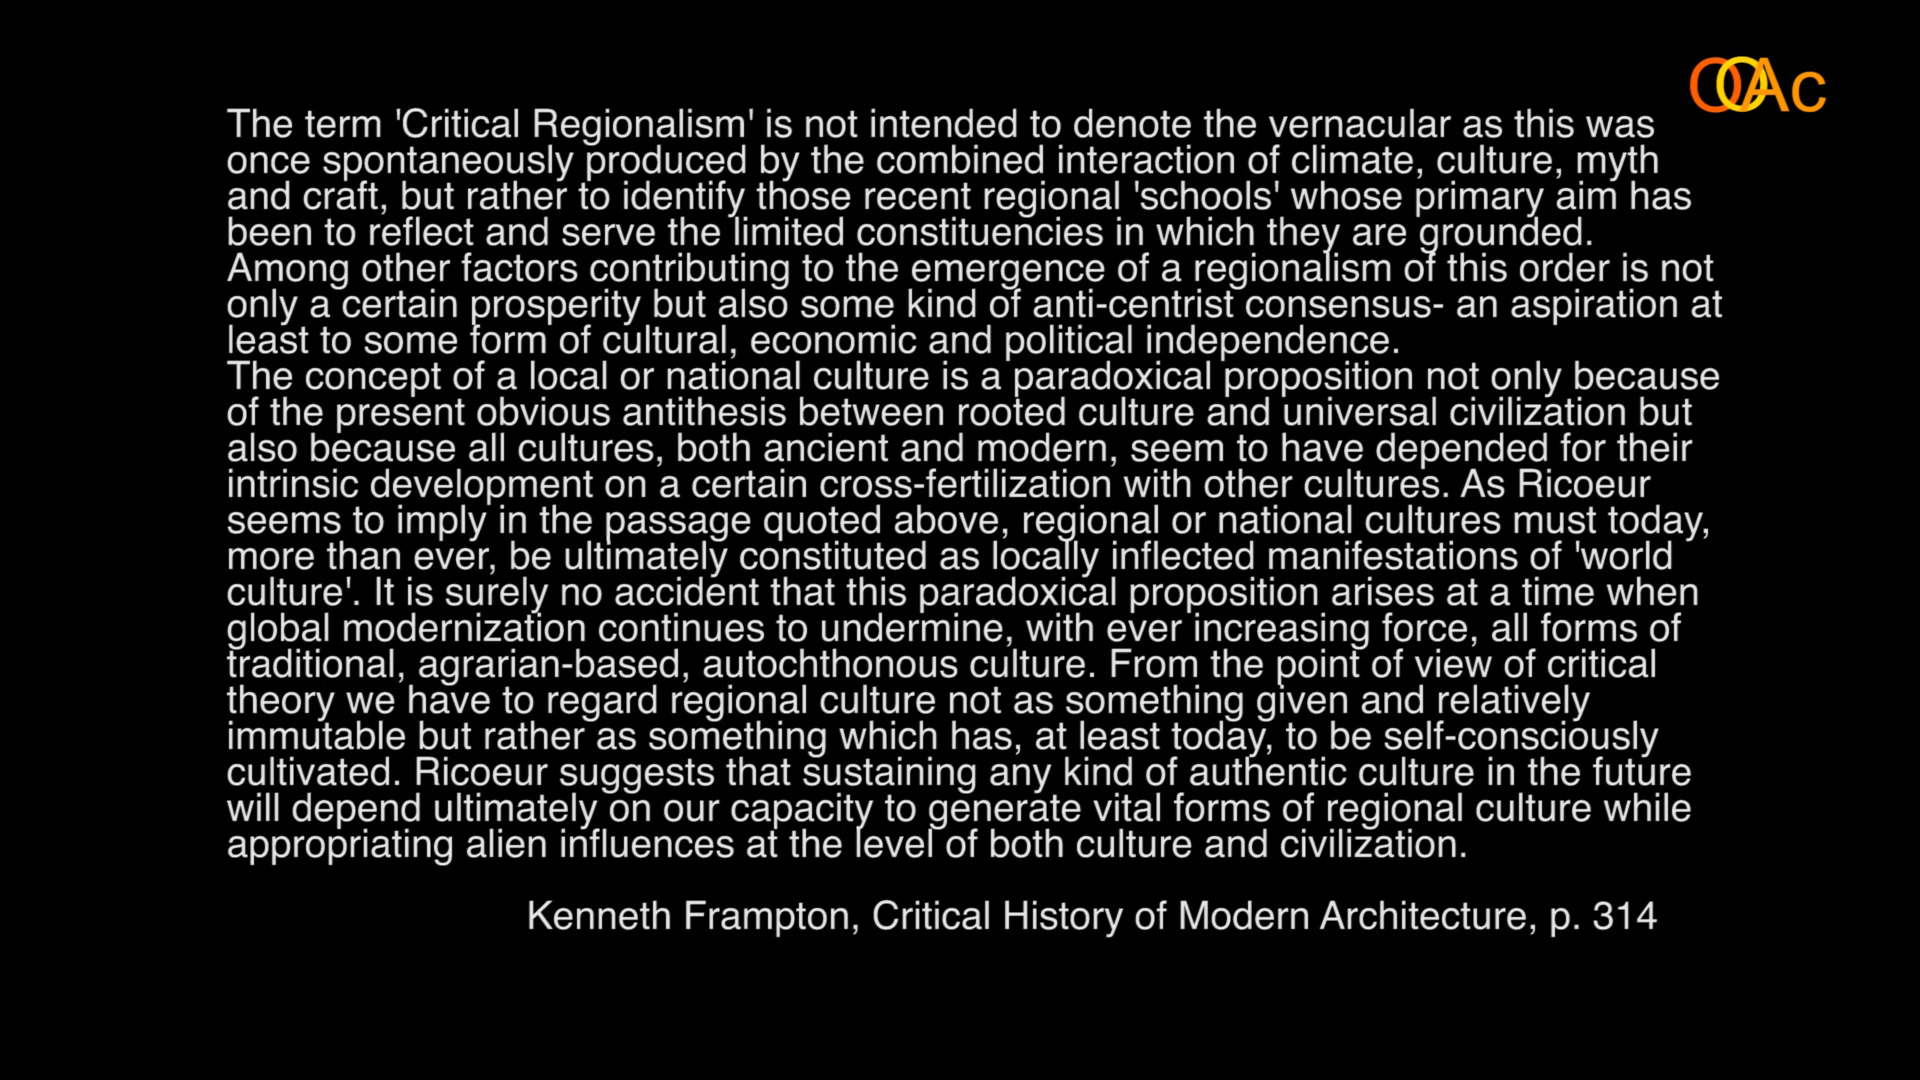 OOAc
The term 'Critical Regionalism' is not intended to denote the vernacular as this was
once spontaneously produced by the combined interaction of climate, culture, myth
and craft, but rather to identify those recent regional 'schools' whose primary aim has
been to reflect and serve the limited constituencies in which they are grounded.
Among other factors contributing to the emergence of a regionalism of this order is not
only a certain prosperity but also some kind of anti-centrist consensus- an aspiration at
least to some form of cultural, economic and political independence.
The concept of a local or national culture is a paradoxical proposition not only because
of the present obvious antithesis between rooted culture and universal civilization but
also because all cultures, both ancient and modern, seem to have depended for their
intrinsic development on a certain cross-fertilization with other cultures. As Ricoeur
seems to imply in the passage quoted above, regional or national cultures must today,
more than ever, be ultimately constituted as locally inflected manifestations of 'world
culture'. It is surely no accident that this paradoxical proposition arises at a time when
global modernization continues to undermine, with ever increasing force, all forms of
traditional, agrarian-based, autochthonous culture. From the point of view of critical
theory we have to regard regional culture not as something given and relatively
immutable but rather as something which has, at least today, to be self-consciously
cultivated. Ricoeur suggests that sustaining any kind of authentic culture in the future
will depend ultimately on our capacity to generate vital forms of regional culture while
appropriating alien influences at the level of both culture and civilization.
Kenneth Frampton, Critical History of Modern Architecture, p. 314